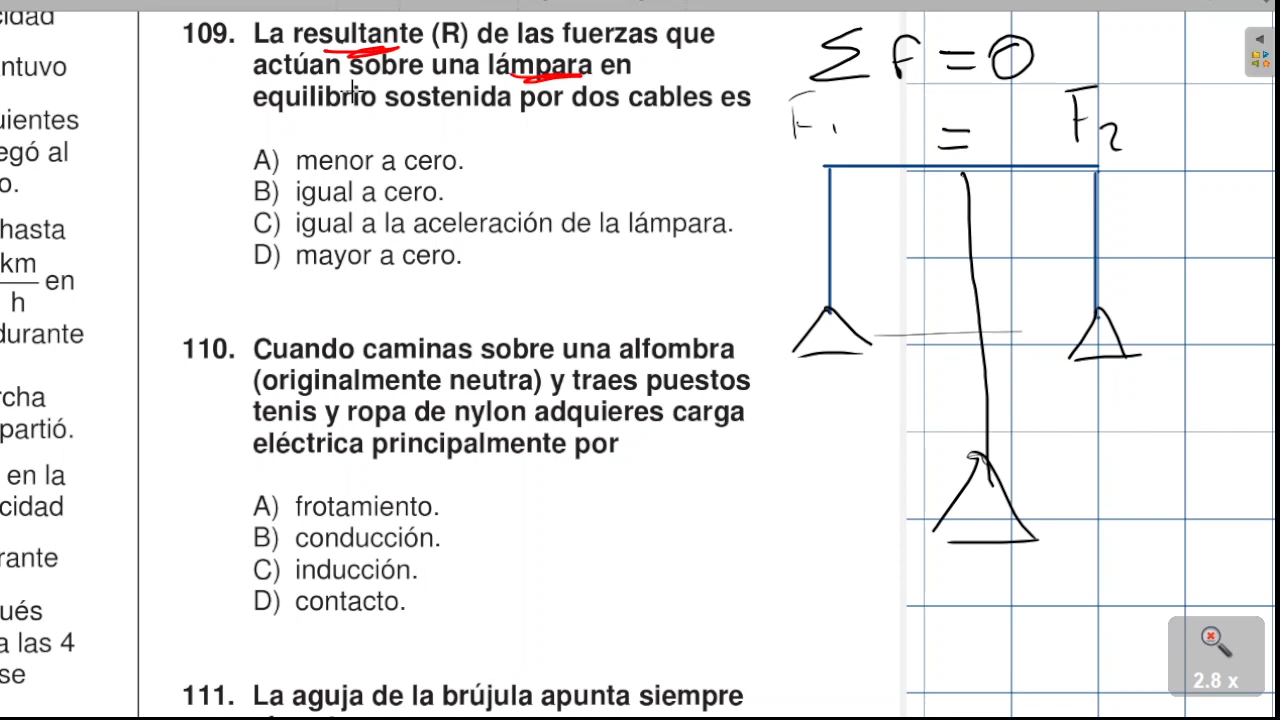 cidad
ntuvo
uientes
egó al
o.
hasta
km
h
en
durante
rcha
partió.
en la
cidad
rante
ués
a las 4
se
109. La resultante (R) de las fuerzas que
actúan sobre una lámpara en
equilibrio sostenida por dos cables es
A) menor a cero.
B) igual a cero.
C) igual a la aceleración de la lámpara.
D) mayor a cero.
110. Cuando caminas sobre una alfombra
(originalmente neutra) y traes puestos
tenis y ropa de nylon adquieres carga
eléctrica principalmente por
A) frotamiento.
B) conducción.
C) inducción.
D) contacto.
111. La aguja de la brújula apunta siempre
Σ F = 0
F1 = F2
2.8 x